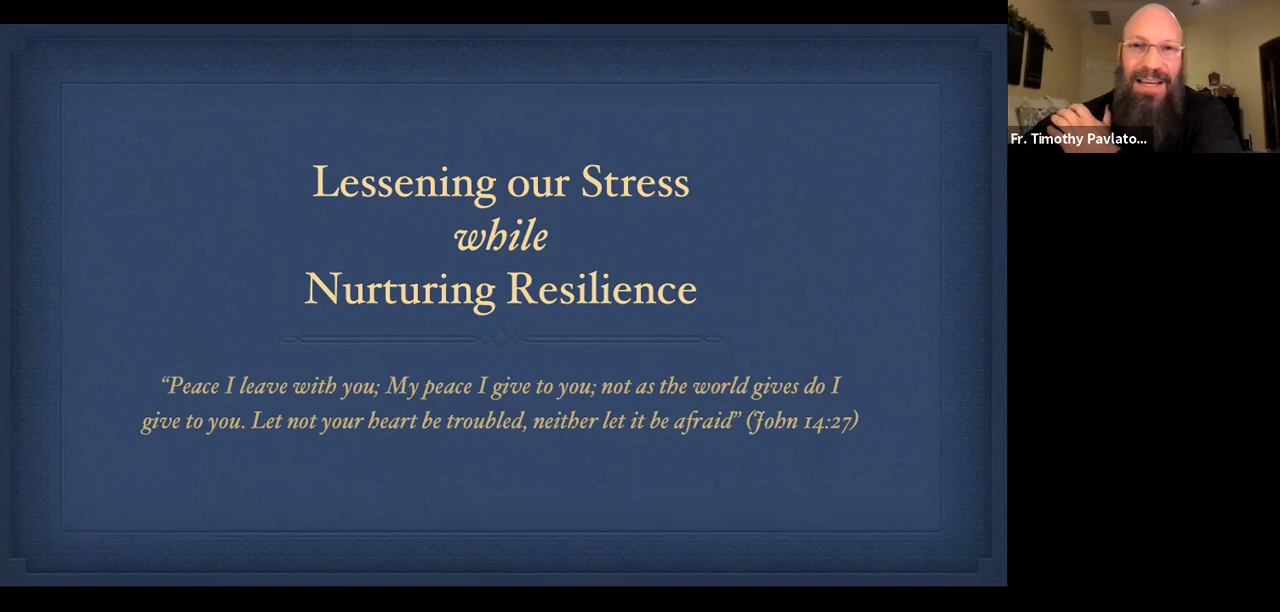 Lessening our Stress
while
Nurturing Resilience
“Peace I leave with you; My peace I give to you; not as the world gives do I
give to you. Let not your heart be troubled, neither let it be afraid” (John 14:27)
Fr. Timothy Pavlato...